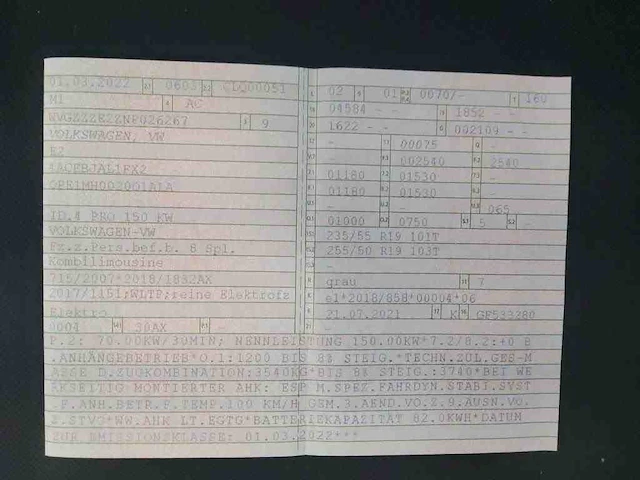 01.03.2022 0603 CDQ00051
M1 AC
WVGZZZE2ZNP026267 9
VOLKSWAGEN, VW
E2
ID.4 PRO 150 KW
VOLKSWAGEN-VW
Fz.z.Pers.bef.b. 8 Spl.
Kombilimousine
715/2007*2018/1832AX
2017/1151;WLTP;reine Elektrofz
Elektro
0004 30AX -
02 01 0070/- 160
04584 - - 1852 - -
1622 - - 002109 - -
- 00075 -
- 002540 2540
01180 01530 -
01180 01530 -
- - 065
01000 0750 5 -
235/55 R19 101T
255/50 R19 103T
-
grau 7
e1*2018/858*00004*06
21.07.2021 K GF533280
P.2: 70.00KW/30MIN; NENNLEISTUNG 150.00KW*7.2/8.2:+0 B
.ANHÄNGEBETRIEB*O.1:1200 BIS 8% STEIG.*TECHN.ZUL.GES-M
ASSE D.ZUGKOMBINATION:3540KG*BIS 8% STEIG.:3740*BEI WE
RKSEITIG MONTIERTER AHK: ESP M.SPEZ.FAHRDYN.STABI.SYST
. F.ANH.BETR.F.TEMP.100 KM/H GSM.3.AEND.VO.Z.9.AUSN.VO.
Z.STVO*WW.AHK LT.EGTG*BATTERIEKAPAZITÄT 82.0KWH*DATUM
ZUR EMISSIONSKLASSE: 01.03.2022***